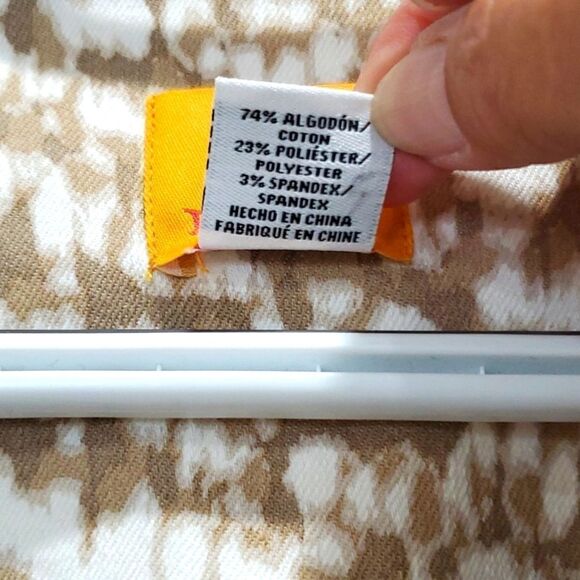 74% ALGODÓN/
COTON
23% POLIÉSTER/
POLYESTER
3% SPANDEX/
SPANDEX
HECHO EN CHINA
FABRIQUÉ EN CHINE